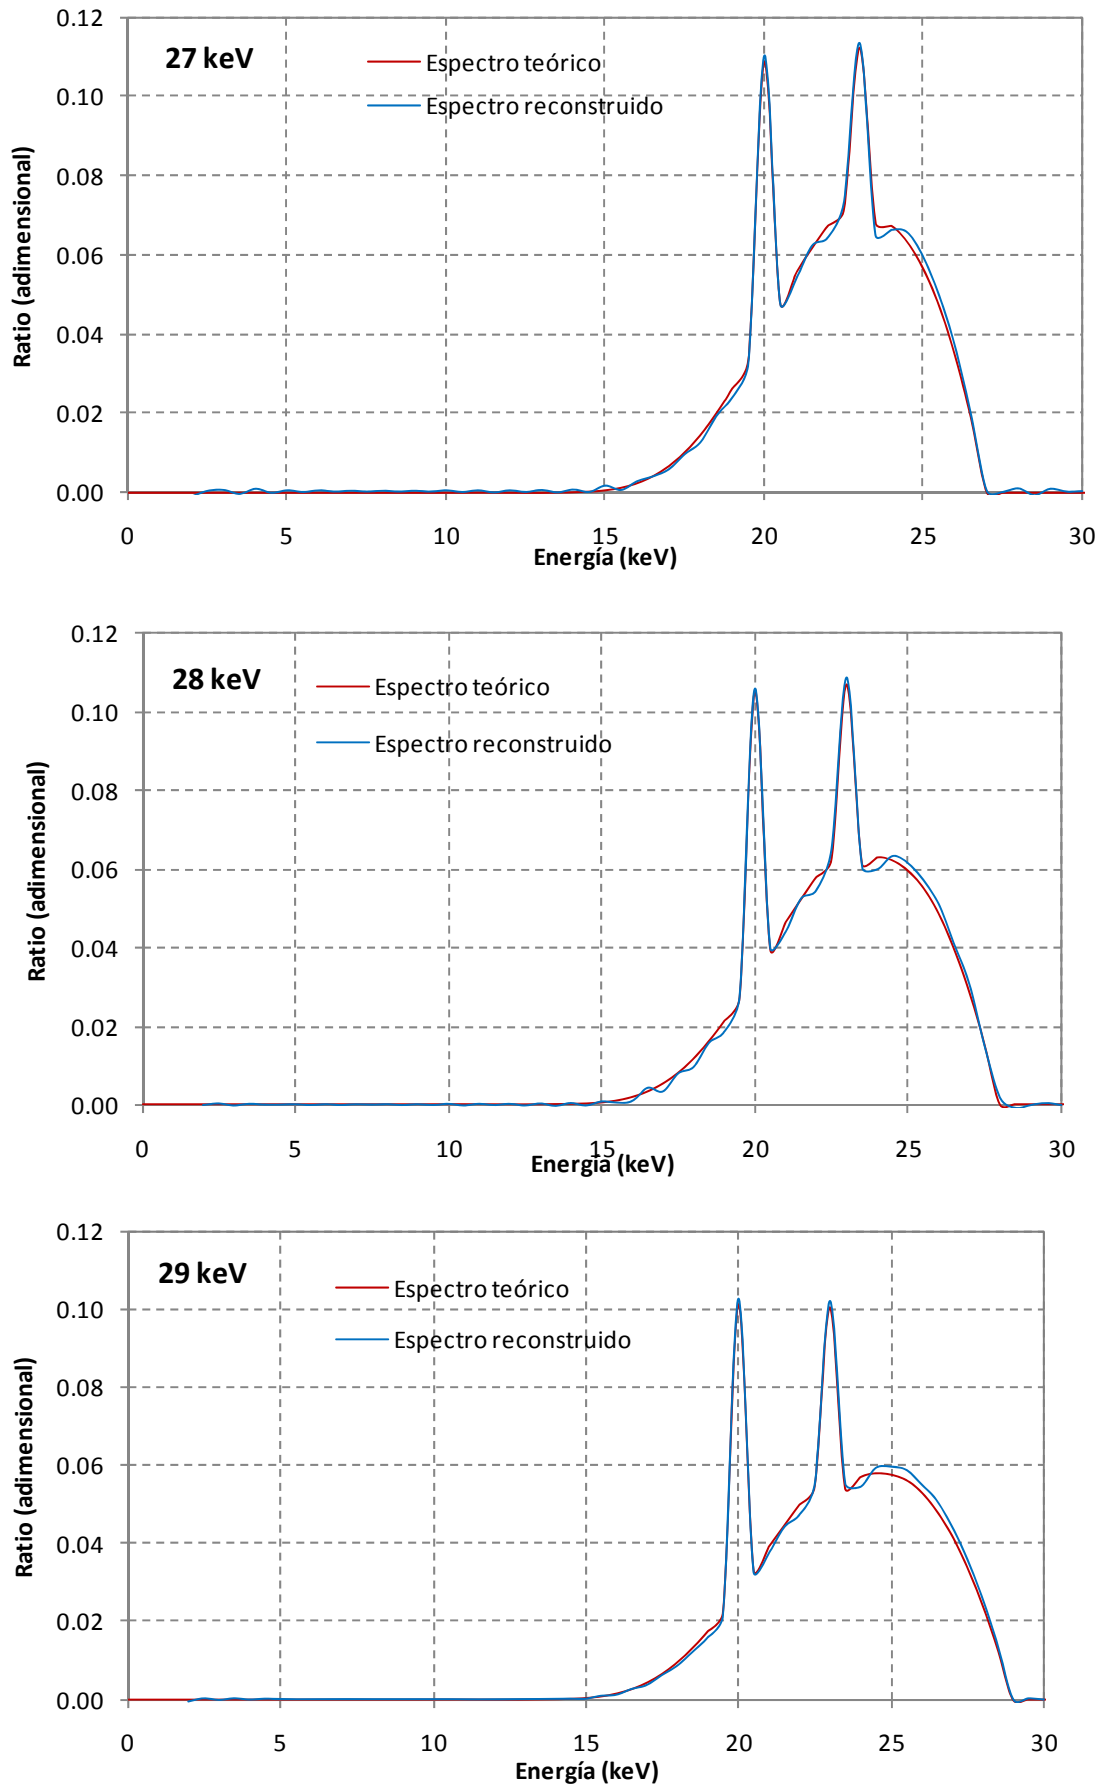 0.12
27 keV
Espectro teórico
Espectro reconstruido
0.10
0.08
0.06
0.04
0.02
0.00
Ratio (adimensional)
0 5 10 15 20 25 30
Energía (keV)
0.12
28 keV
Espectro teórico
Espectro reconstruido
0.10
0.08
0.06
0.04
0.02
0.00
Ratio (adimensional)
0 5 10 15 20 25 30
Energía (keV)
0.12
29 keV
Espectro teórico
Espectro reconstruido
0.10
0.08
0.06
0.04
0.02
0.00
Ratio (adimensional)
0 5 10 15 20 25 30
Energía (keV)